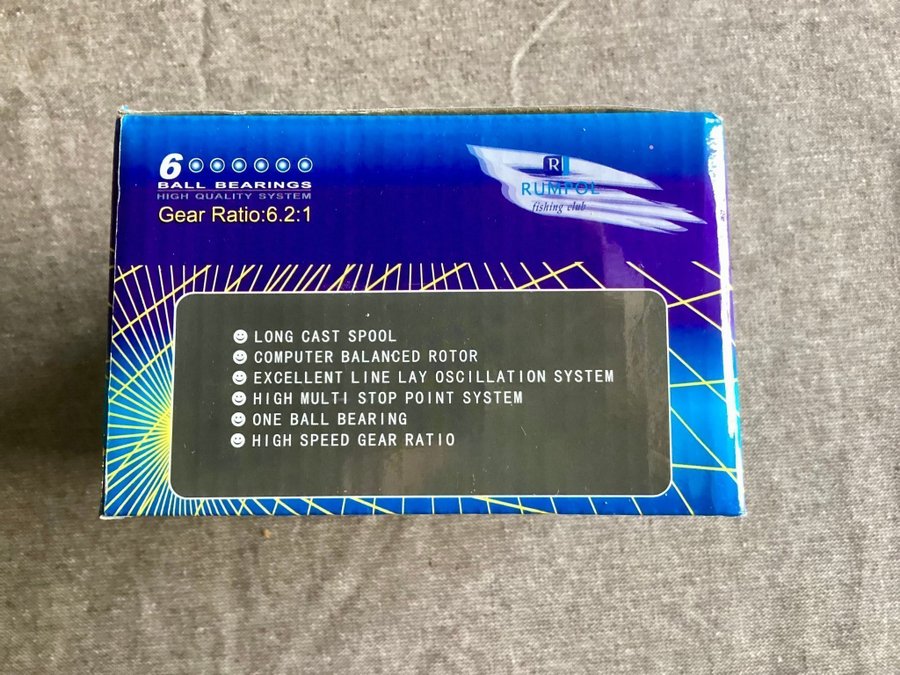 6
BALL BEARINGS
HIGH QUALITY SYSTEM
Gear Ratio:6.2:1
R
RUMPOL
fishing club
LONG CAST SPOOL
COMPUTER BALANCED ROTOR
EXCELLENT LINE LAY OSCILLATION SYSTEM
HIGH MULTI STOP POINT SYSTEM
ONE BALL BEARING
HIGH SPEED GEAR RATIO